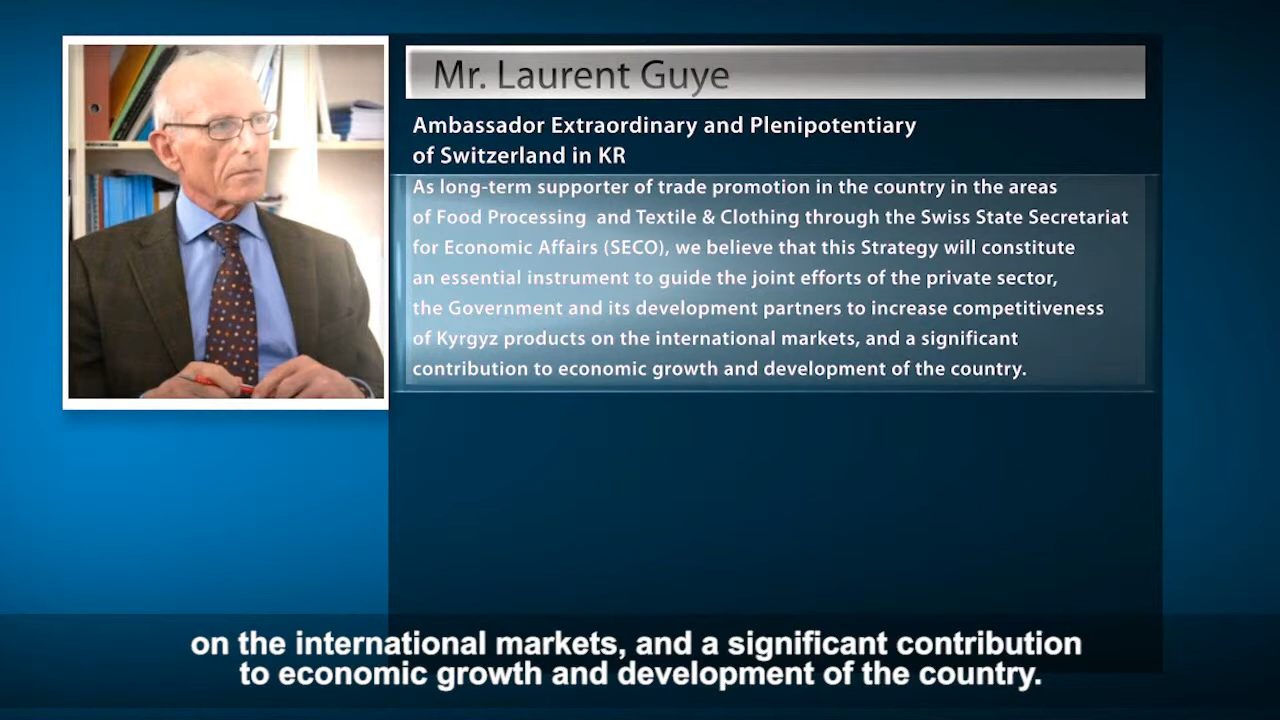 Mr. Laurent Guye
Ambassador Extraordinary and Plenipotentiary
of Switzerland in KR
As long-term supporter of trade promotion in the country in the areas
of Food Processing and Textile & Clothing through the Swiss State Secretariat
for Economic Affairs (SECO), we believe that this Strategy will constitute
an essential instrument to guide the joint efforts of the private sector,
the Government and its development partners to increase competitiveness
of Kyrgyz products on the international markets, and a significant
contribution to economic growth and development of the country.
on the international markets, and a significant contribution
to economic growth and development of the country.